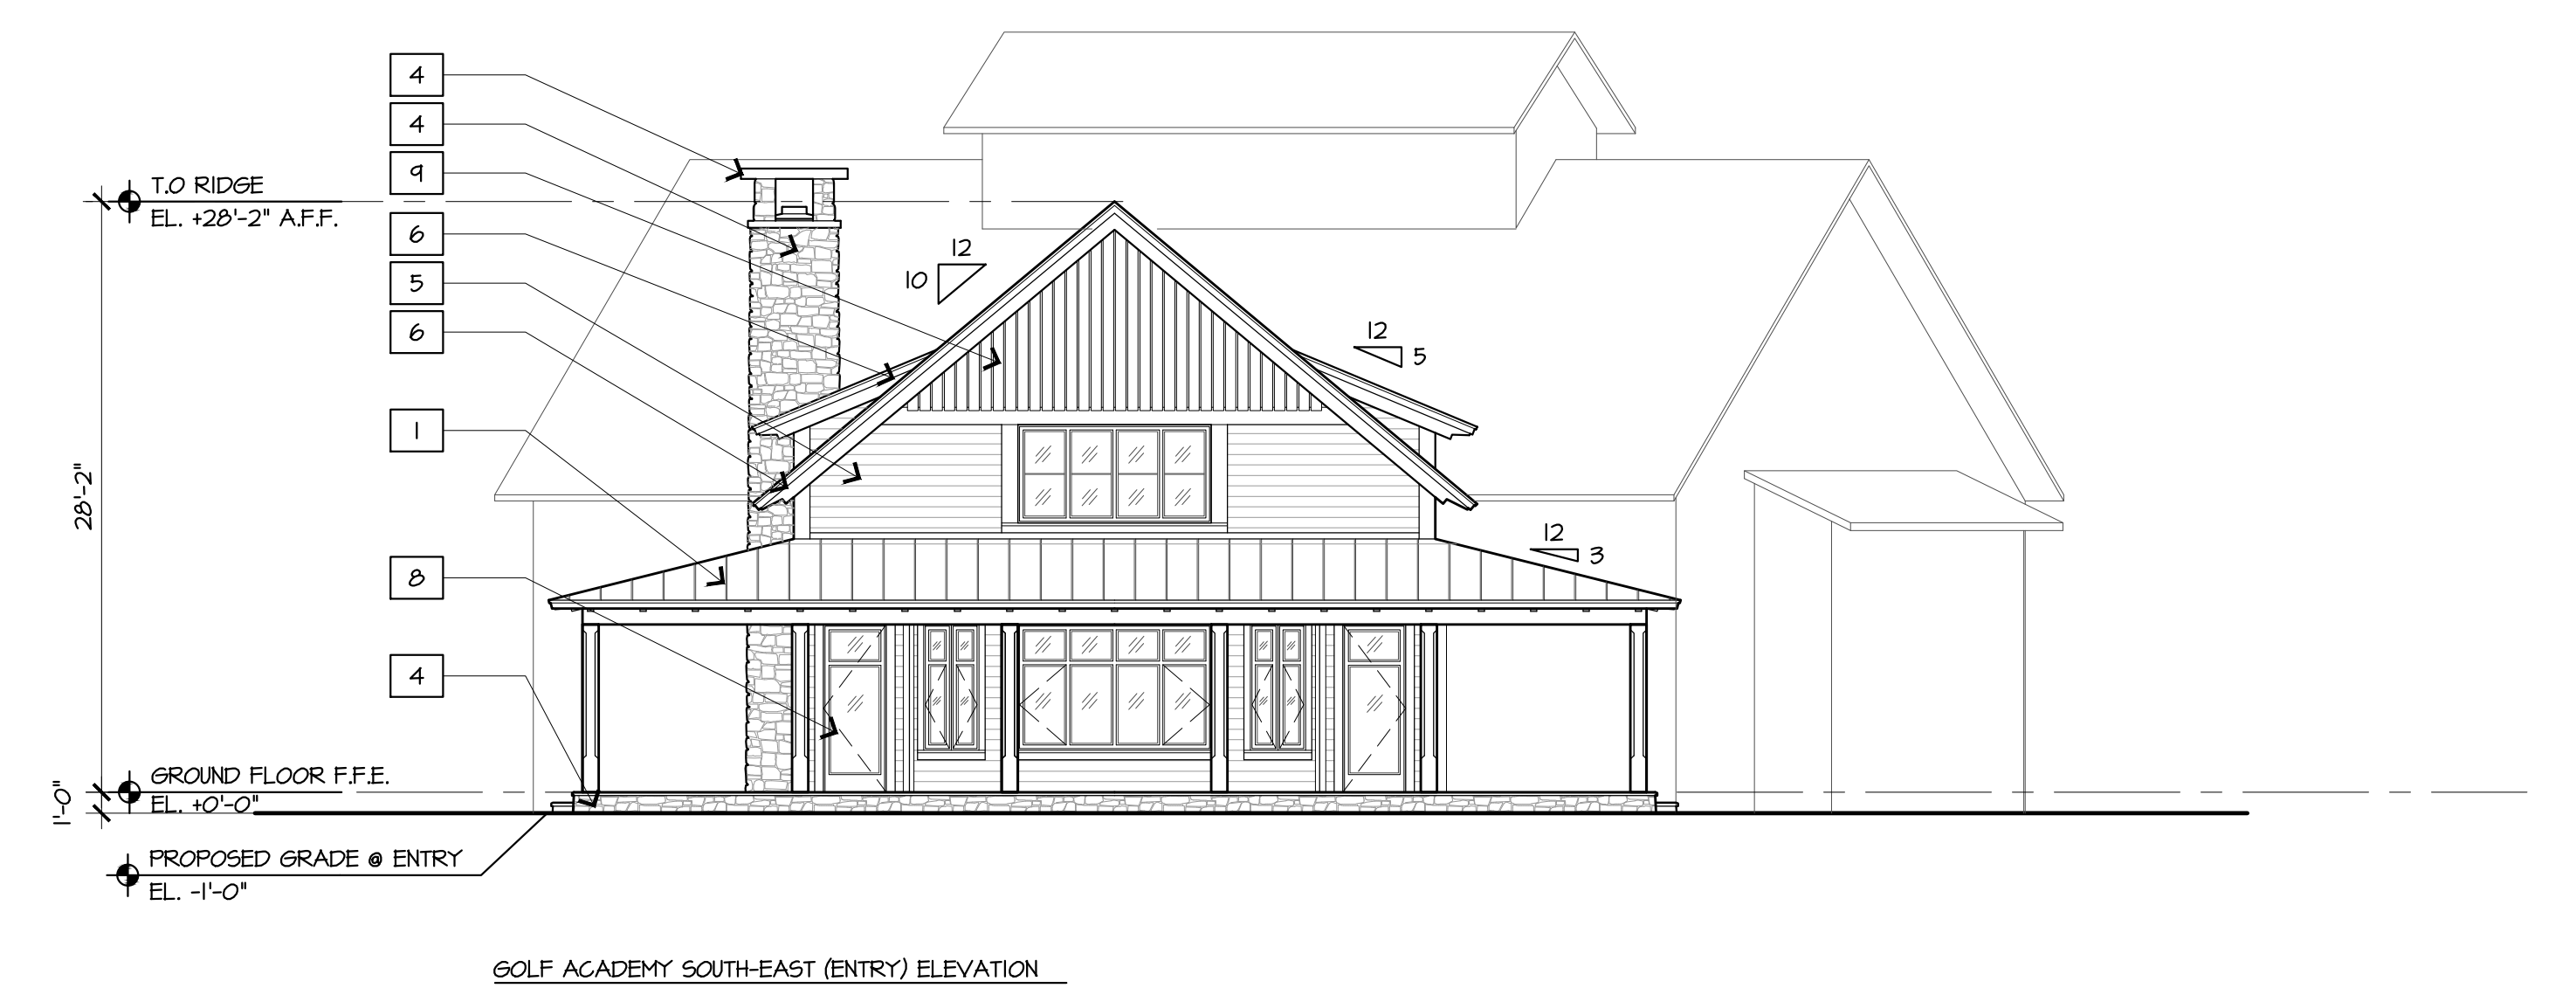 4
4
9
6
5
6
1
8
4
T.O RIDGE
EL. +28'-2" A.F.F.
12
10
12
5
12
3
28'-2"
1'-0"
GROUND FLOOR F.F.E.
EL. +0'-0"
PROPOSED GRADE @ ENTRY
EL. -1'-0"
GOLF ACADEMY SOUTH-EAST (ENTRY) ELEVATION